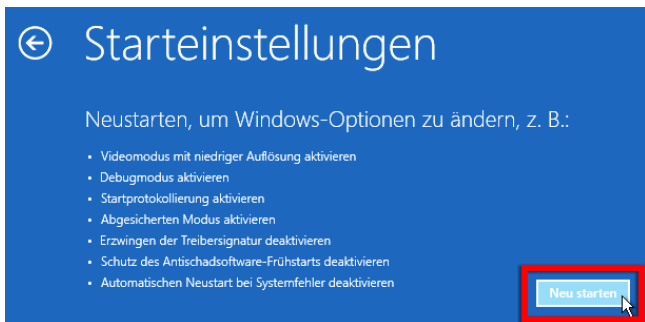 Starteinstellungen
Neustarten, um Windows-Optionen zu ändern, z. B.:
• Videomodus mit niedriger Auflösung aktivieren
• Debugmodus aktivieren
• Startprotokollierung aktivieren
• Abgesicherten Modus aktivieren
• Erzwingen der Treibersignatur deaktivieren
• Schutz des Antischadsoftware-Frühstarts deaktivieren
• Automatischen Neustart bei Systemfehler deaktivieren
Neu starten